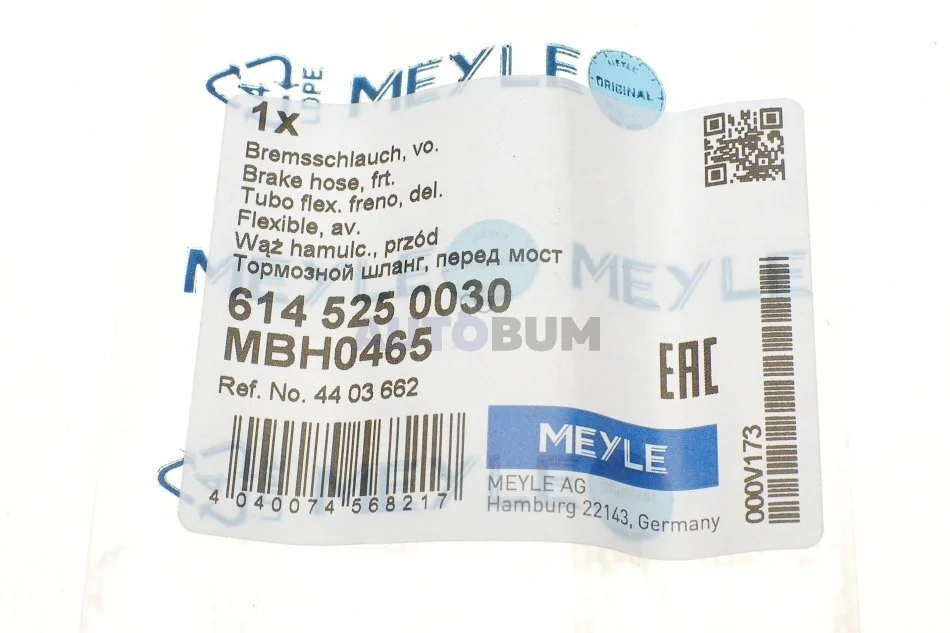 MEYLE
ORIGINAL
1x
Bremsschlauch, vo.
Brake hose, frt.
Tubo flex. freno, del.
Flexible, av.
Wąż hamulc., przód
Тормозной шланг, перед мост
MEYLE
614 525 0030
AUTOBUM
MBH0465
EAC
Ref. No. 44 03 662
MEYLE
MEYLE AG
Hamburg 22143, Germany
4 040074 568217
000V173